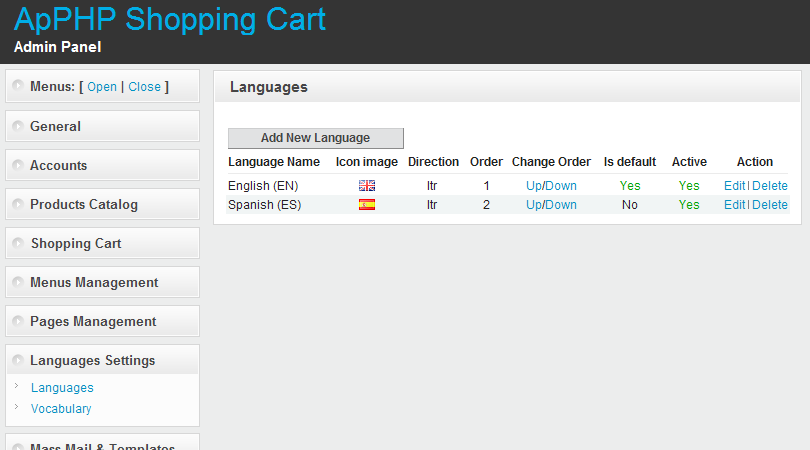 ApPHP Shopping Cart
Admin Panel
Menus: [ Open | Close ]
General
Accounts
Products Catalog
Shopping Cart
Menus Management
Pages Management
Languages Settings
Languages
Vocabulary
Mass Mail & Templates
Languages
Add New Language
Language Name Icon image Direction Order Change Order Is default Active Action
English (EN) ltr 1 Up/Down Yes Yes Edit | Delete
Spanish (ES) ltr 2 Up/Down No Yes Edit | Delete